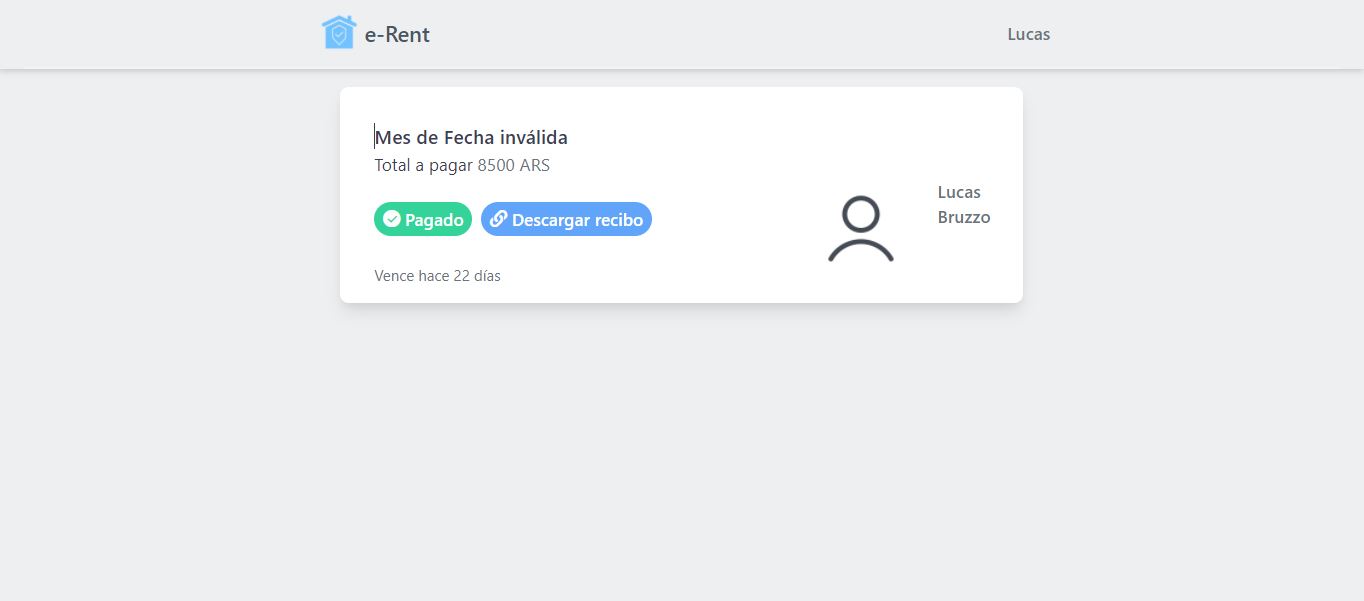 e-Rent
Lucas
Mes de Fecha inválida
Total a pagar 8500 ARS
Pagado
Descargar recibo
Lucas
Bruzzo
Vence hace 22 días